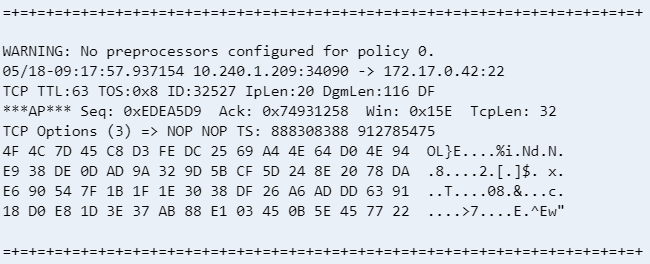 =+=+=+=+=+=+=+=+=+=+=+=+=+=+=+=+=+=+=+=+=+=+=+=+=+=+=+=+=+=+=+=+=+=+=+=+=+
WARNING: No preprocessors configured for policy 0.
05/18-09:17:57.937154 10.240.1.209:34090 -> 172.17.0.42:22
TCP TTL:63 TOS:0x8 ID:32527 IpLen:20 DgmLen:116 DF
***AP*** Seq: 0xEDEA5D9  Ack: 0x74931258  Win: 0x15E  TcpLen: 32
TCP Options (3) => NOP NOP TS: 888308388 912785475
4F 4C 7D 45 C8 D3 FE DC 25 69 A4 4E 64 D0 4E 94  OL}E....%i.Nd.N.
E9 38 DE 0D AD 9A 32 9D 5B CF 5D 24 8E 20 78 DA  .8....2.[.]$. x.
E6 90 54 7F 1B 1F 1E 30 38 DF 26 A6 AD DD 63 91  ..T....08.&...c.
18 D0 E8 1D 3E 37 AB 88 E1 03 45 0B 5E 45 77 22  ....>7....E.^Ew"
=+=+=+=+=+=+=+=+=+=+=+=+=+=+=+=+=+=+=+=+=+=+=+=+=+=+=+=+=+=+=+=+=+=+=+=+=+